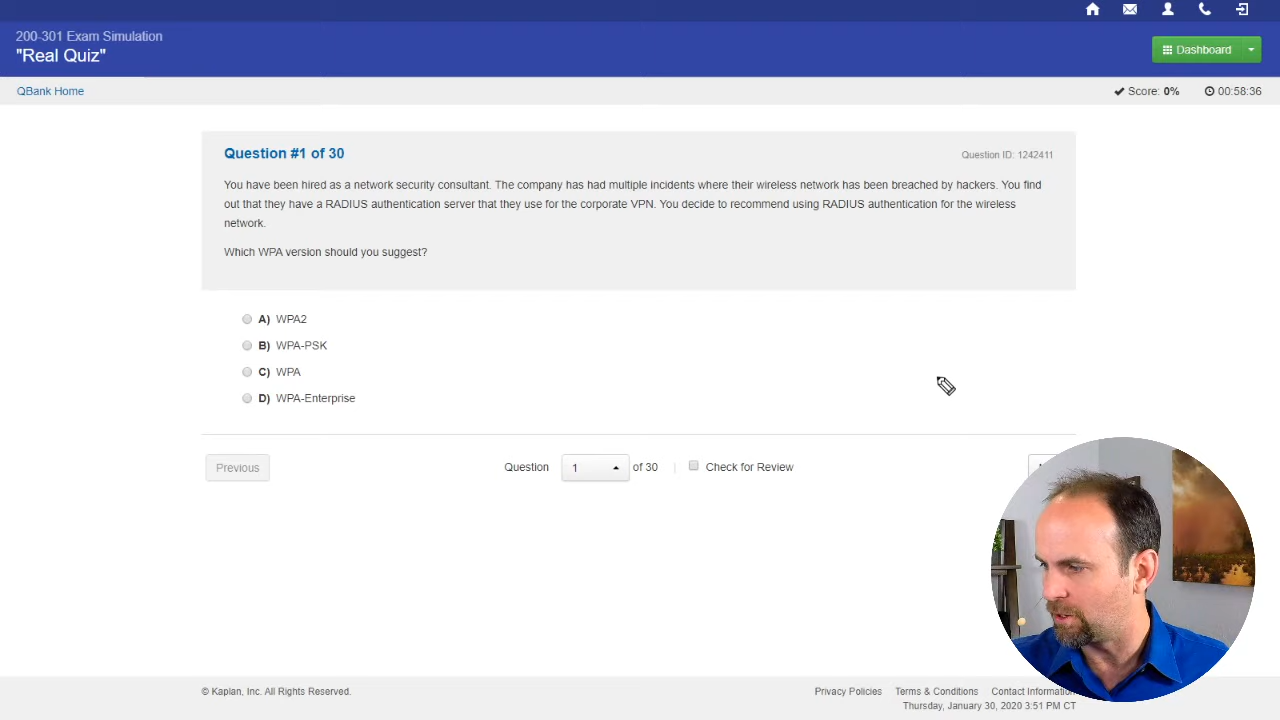 200-301 Exam Simulation
"Real Quiz"
Dashboard
QBank Home
Score: 0%
00:58:36
Question #1 of 30
Question ID: 1242411
You have been hired as a network security consultant. The company has had multiple incidents where their wireless network has been breached by hackers. You find
out that they have a RADIUS authentication server that they use for the corporate VPN. You decide to recommend using RADIUS authentication for the wireless
network.
Which WPA version should you suggest?
A) WPA2
B) WPA-PSK
C) WPA
D) WPA-Enterprise
Previous
Question 1 of 30 | Check for Review
© Kaplan, Inc. All Rights Reserved.
Privacy Policies Terms & Conditions Contact Information
Thursday, January 30, 2020 3:51 PM CT